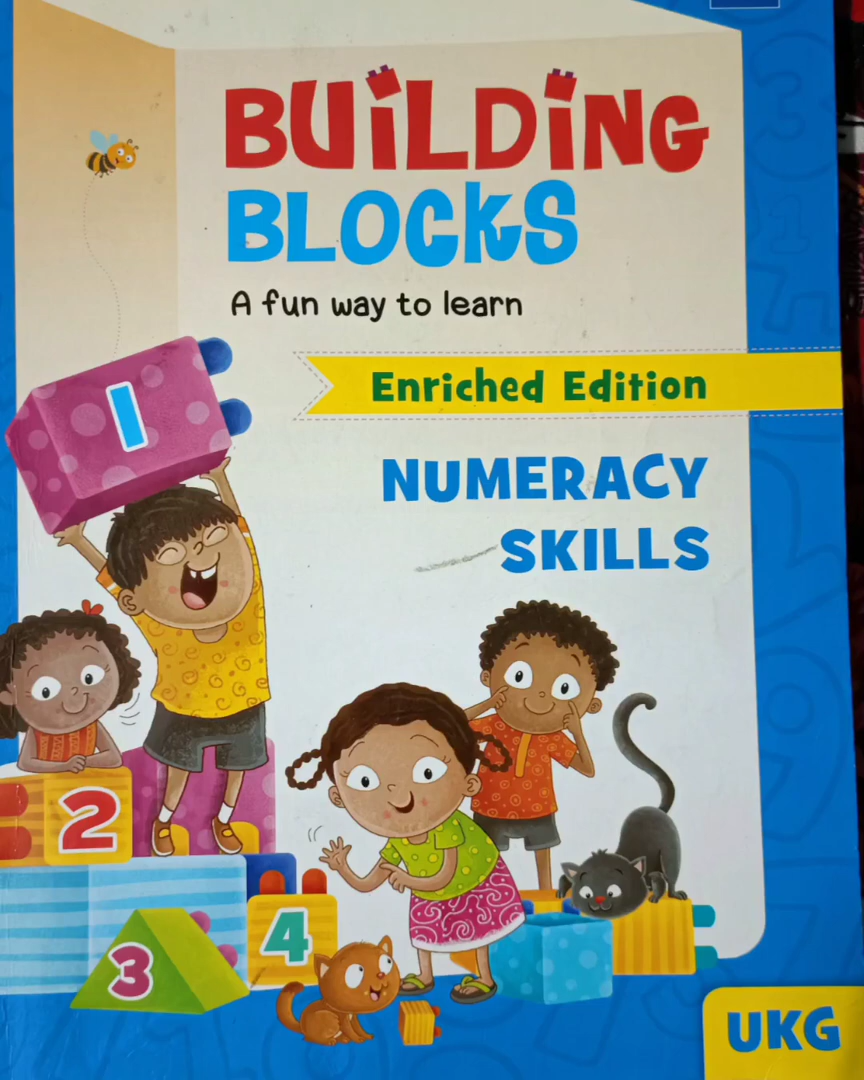 BUiLDiNG
BLOCKS
A fun way to learn
Enriched Edition
NUMERACY
SKILLS
1
2
3
4
UKG